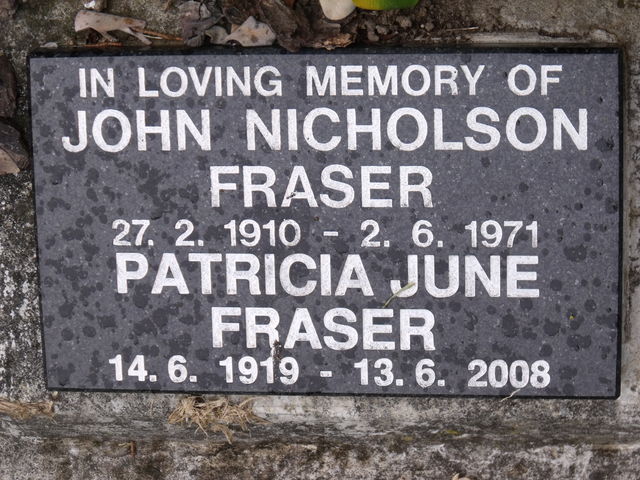 IN LOVING MEMORY OF
JOHN NICHOLSON
FRASER
27. 2. 1910 - 2. 6. 1971
PATRICIA JUNE
FRASER
14. 6. 1919 - 13. 6. 2008